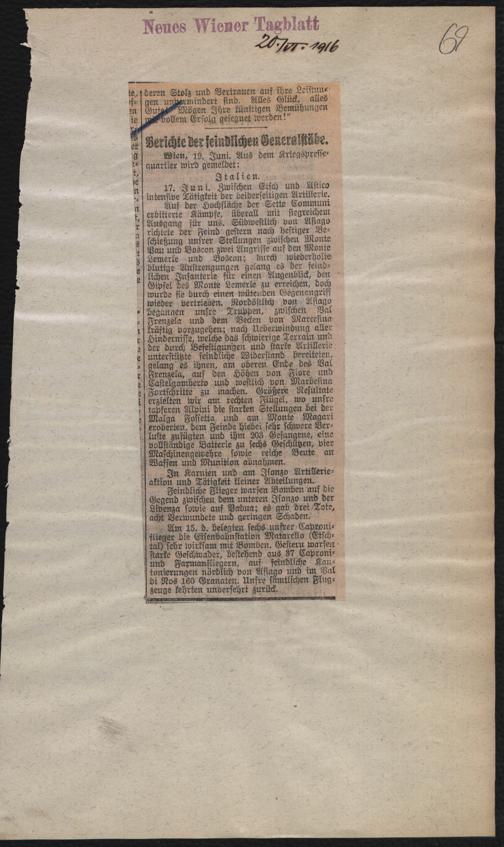 Neues Wiener Tagblatt
20/VI. 1916
62
deren Stolz und Vertrauen auf ihre Leistun-
gen unvermindert sind. Alles Glück, alles
Gute! Mögen Ihre künftigen Bemühungen
mit vollem Erfolg gesegnet werden!"
Berichte der feindlichen Generalstäbe.
Wien, 19. Juni. Aus dem Kriegspresse-
quartier wird gemeldet:
Italien.
17. Juni. Zwischen Etsch und Astico
intensive Tätigkeit der beiderseitigen Artillerie.
Auf der Hochfläche der Sette Communi
erbitterte Kämpfe, überall mit siegreichem
Ausgang für uns. Südwestlich von Asiago
richtete der Feind gestern nach heftiger Be-
schießung unsrer Stellungen zwischen Monte
Pau und Boscon zwei Angriffe auf den Monte
Lemerle und Boscon; durch wiederholte
blutige Anstrengungen gelang es der feind-
lichen Infanterie für einen Augenblick, den
Gipfel des Monte Lemerle zu erreichen, doch
wurde sie durch einen wütenden Gegenangriff
wieder vertrieben. Nordöstlich von Asiago
begannen unsre Truppen, zwischen Val
Frenzela und dem Becken von Marcesina
kräftig vorzugehen; nach Ueberwindung aller
Hindernisse, welche das schwierige Terrain und
der durch Befestigungen und starke Artillerie
unterstützte feindliche Widerstand bereiteten,
gelang es ihnen, am oberen Ende des Val
Frenzela, auf den Höhen von Fiore und
Castelgomberto und westlich von Marcesina
Fortschritte zu machen. Größere Resultate
erzielten wir am rechten Flügel, wo unsre
tapferen Alpini die starken Stellungen bei der
Malga Fossetta und am Monte Magari
eroberten, dem Feinde hiebei sehr schwere Ver-
luste zufügten und ihm 203 Gefangene, eine
vollständige Batterie zu sechs Geschützen, vier
Maschinengewehre sowie reiche Beute an
Waffen und Munition abnahmen.
In Karnien und am Isonzo Artillerie-
aktion und Tätigkeit kleiner Abteilungen.
Feindliche Flieger warfen Bomben auf die
Gegend zwischen dem unteren Isonzo und der
Livenza sowie auf Padua; es gab drei Tote,
acht Verwundete und geringen Schaden.
Am 15. d. belegten sechs unsrer Caproni-
flieger die Eisenbahnstation Matarello (Etsch-
tal) sehr wirksam mit Bomben. Gestern warfen
starke Geschwader, bestehend aus 37 Caproni-
und Farmanfliegern, auf feindliche Kan-
tonierungen nördlich von Asiago und im Val
di Nos 160 Granaten. Unsre sämtlichen Flug-
zeuge kehrten unversehrt zurück.